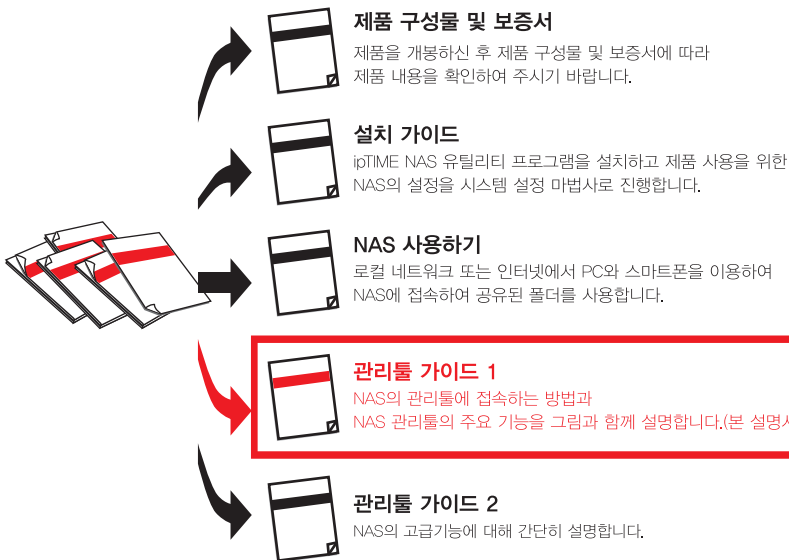 제품 구성물 및 보증서
제품을 개봉하신 후 제품 구성물 및 보증서에 따라
제품 내용을 확인하여 주시기 바랍니다.
설치 가이드
ipTIME NAS 유틸리티 프로그램을 설치하고 제품 사용을 위한
NAS의 설정을 시스템 설정 마법사로 진행합니다.
NAS 사용하기
로컬 네트워크 또는 인터넷에서 PC와 스마트폰을 이용하여
NAS에 접속하여 공유된 폴더를 사용합니다.
관리툴 가이드 1
NAS의 관리툴에 접속하는 방법과
NAS 관리툴의 주요 기능을 그림과 함께 설명합니다.(본 설명
관리툴 가이드 2
NAS의 고급기능에 대해 간단히 설명합니다.